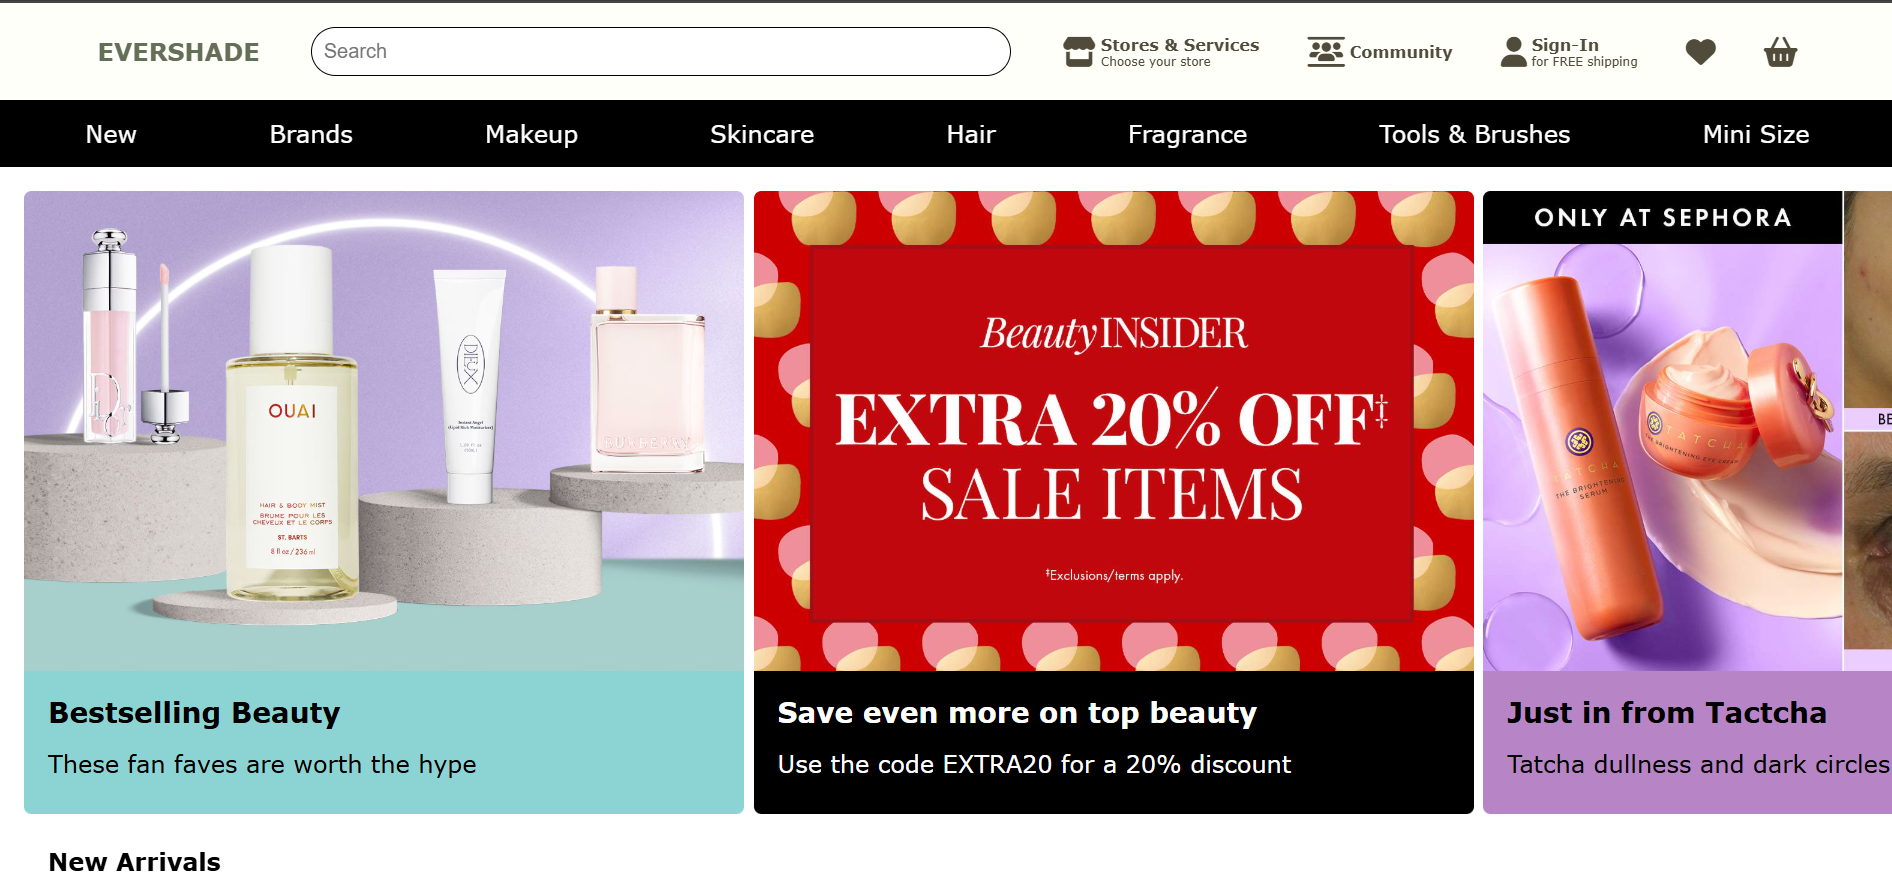 EVERSHADE
Search
Stores & Services
Choose your store
Community
Sign-In
for FREE shipping
New
Brands
Makeup
Skincare
Hair
Fragrance
Tools & Brushes
Mini Size
OUAI
HAIR & BODY MIST
BRUME POUR LES
CHEVEUX ET LE CORPS
ST. BARTS
8 fl oz / 236 ml
DIEUX
Instant Angel
BURBERRY
Bestselling Beauty
These fan faves are worth the hype
Beauty INSIDER
EXTRA 20% OFF‡
SALE ITEMS
‡Exclusions/terms apply.
Save even more on top beauty
Use the code EXTRA20 for a 20% discount
ONLY AT SEPHORA
TATCHA
THE BRIGHTENING
SERUM
TATCHA
THE BRIGHTENING EYE CREAM
BE
Just in from Tactcha
Tatcha dullness and dark circles
New Arrivals